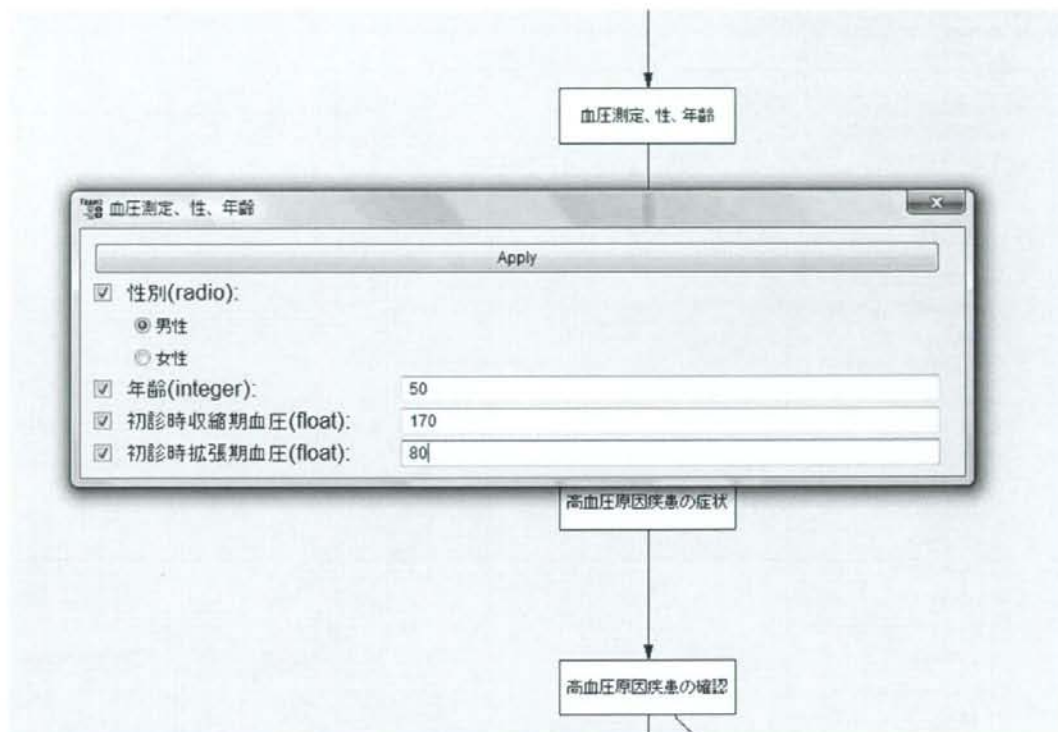 血圧測定、性、年齢
血圧測定、性、年齢
Apply
性別(radio):
男性
女性
年齢(integer): 50
初診時収縮期血圧(float): 170
初診時拡張期血圧(float): 80
高血圧原因疾患の症状
高血圧原因疾患の確認